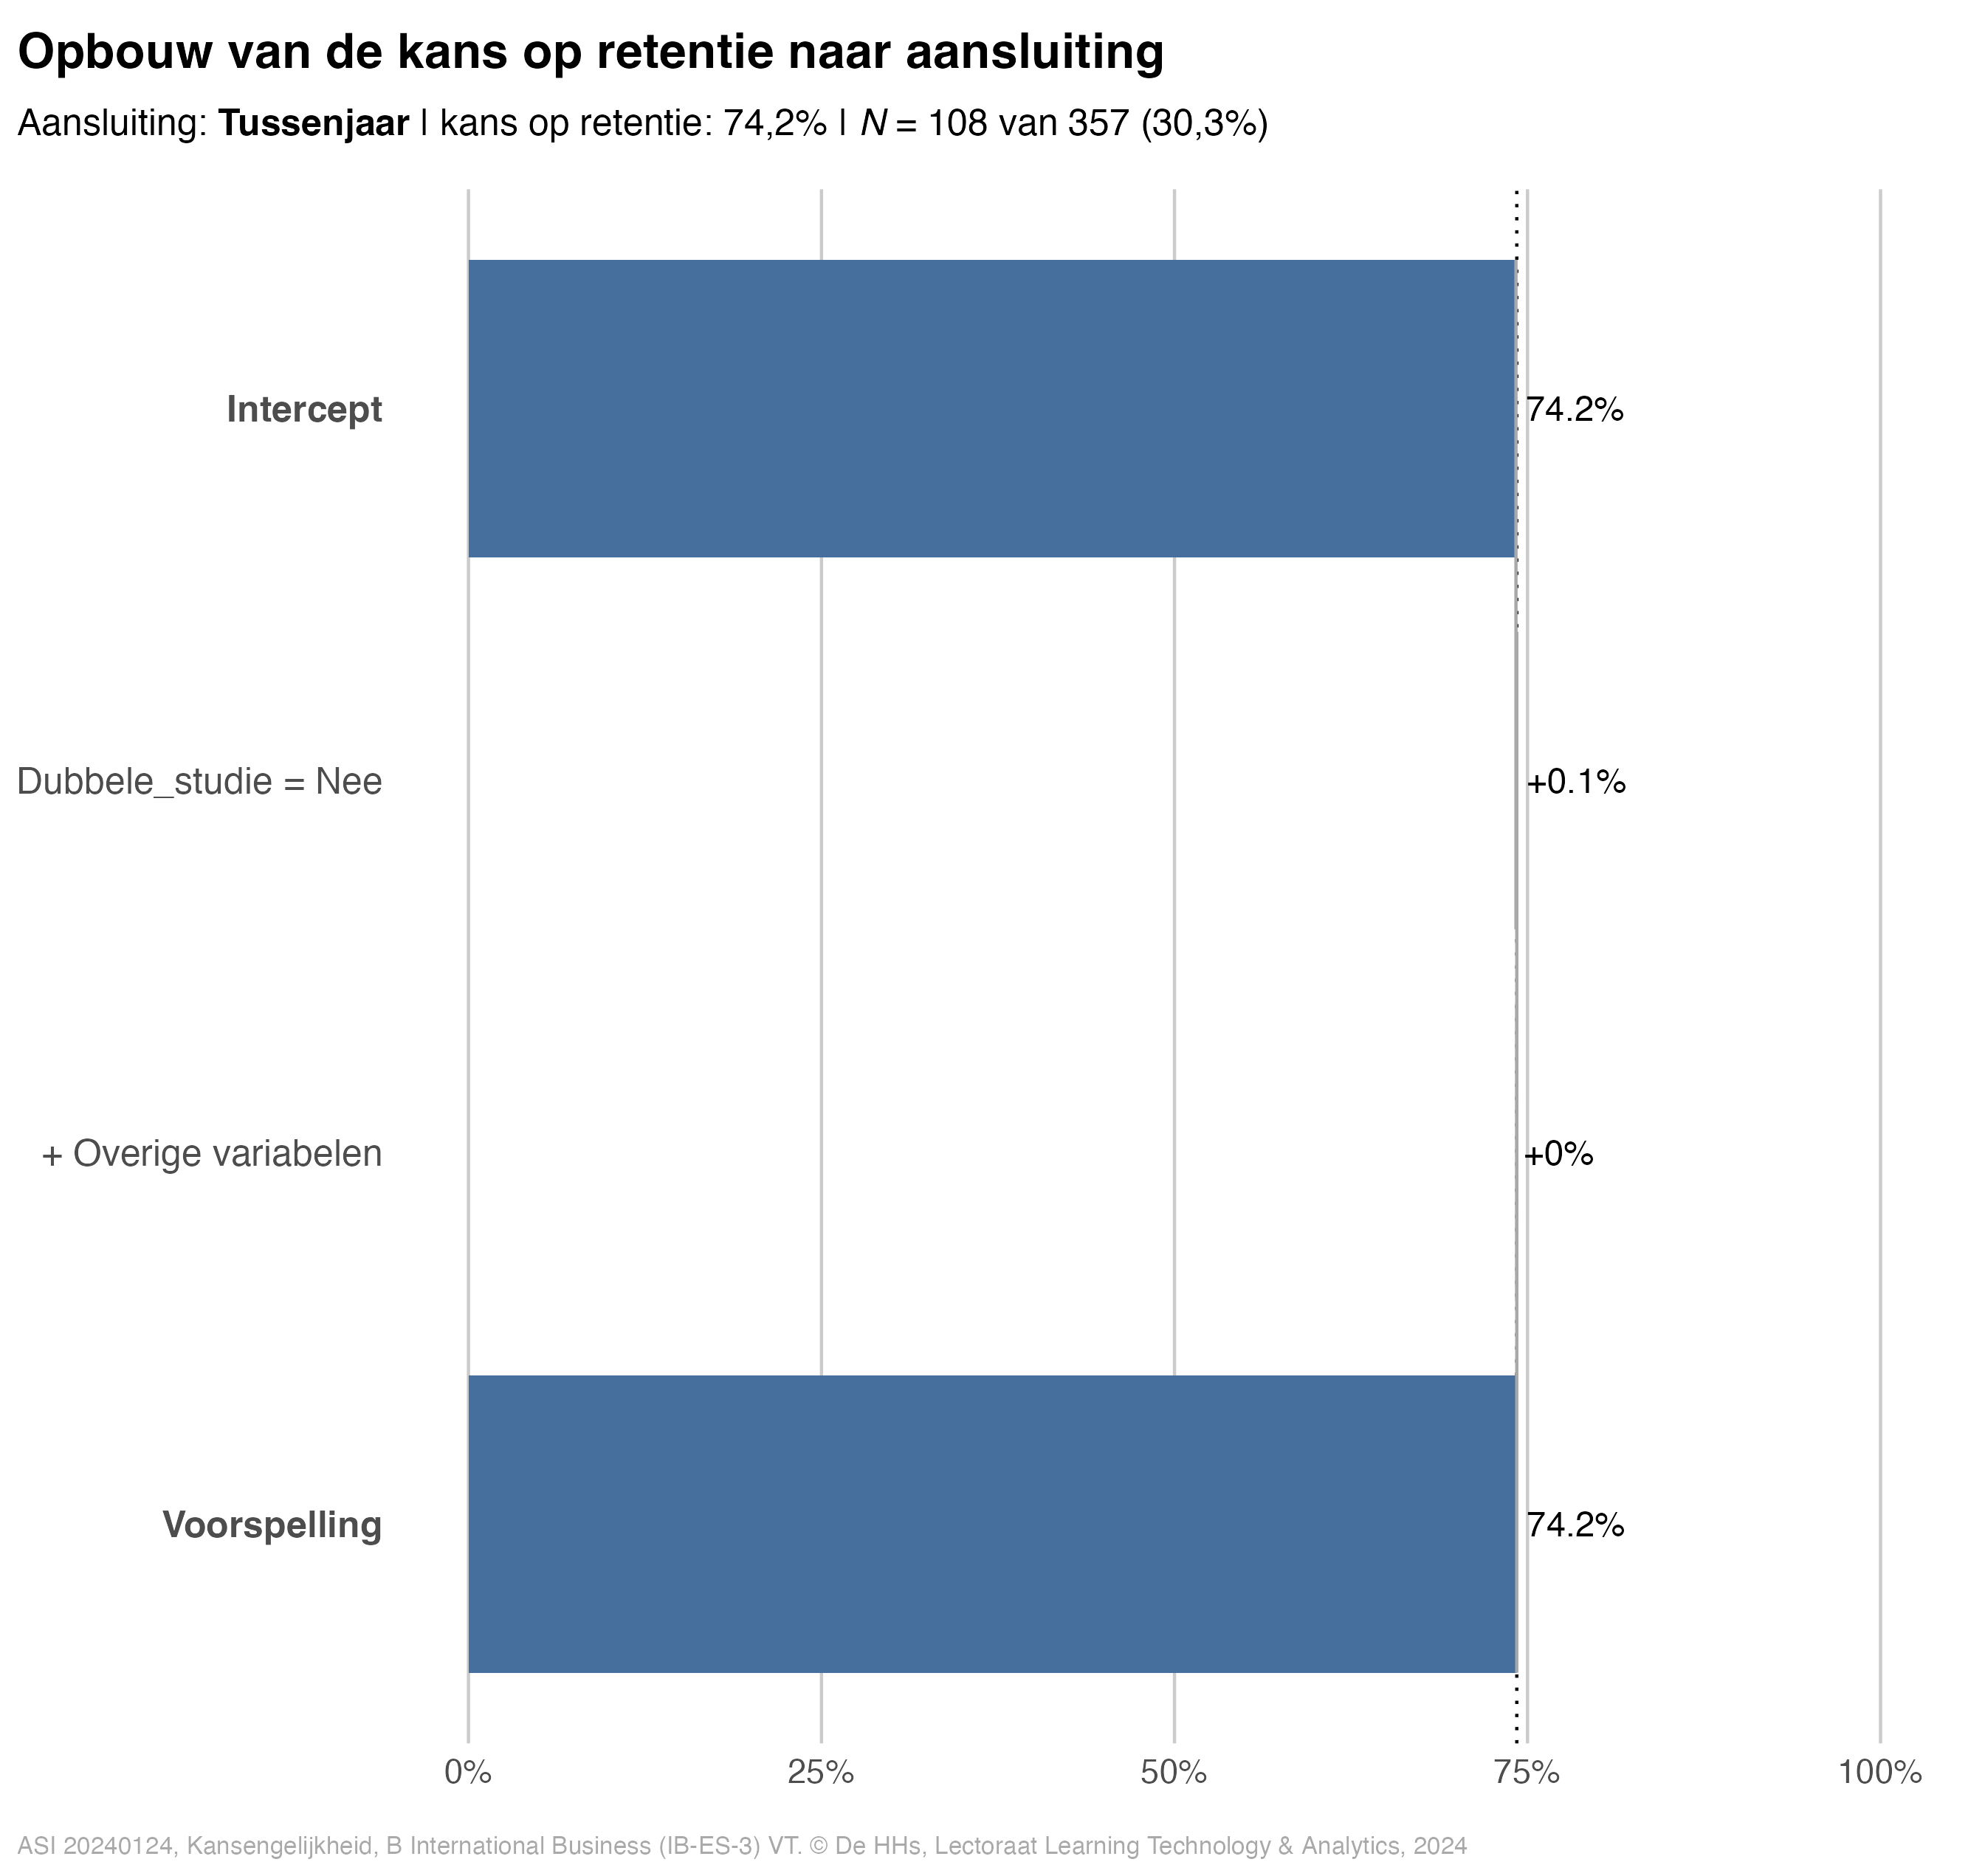 Opbouw van de kans op retentie naar aansluiting
Aansluiting: Tussenjaar | kans op retentie: 74,2% | N = 108 van 357 (30,3%)
Intercept
74.2%
Dubbele_studie = Nee
+0.1%
+ Overige variabelen
+0%
Voorspelling
74.2%
0% 25% 50% 75% 100%
ASI 20240124, Kansengelijkheid, B International Business (IB-ES-3) VT. © De HHs, Lectoraat Learning Technology & Analytics, 2024